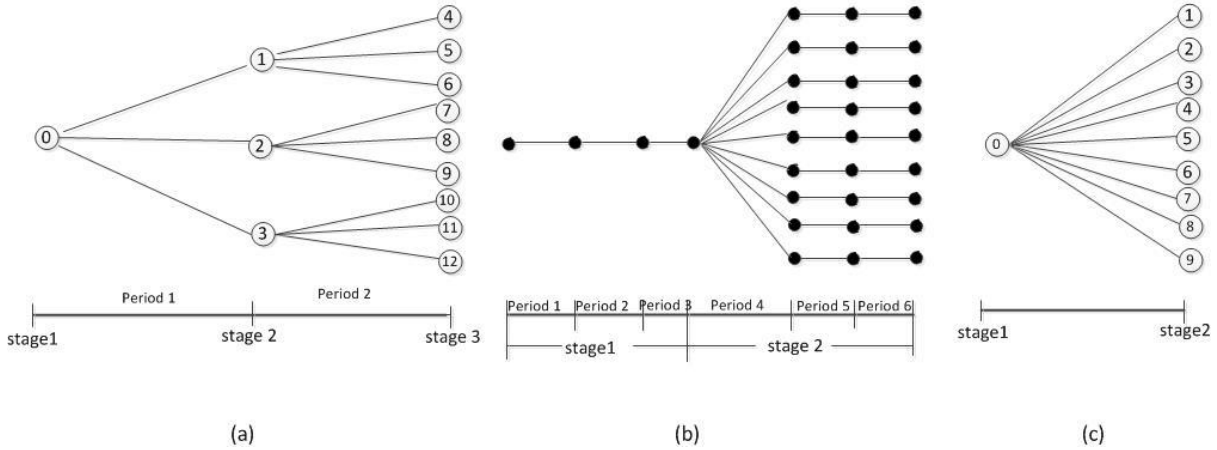 0
1
2
3
4
5
6
7
8
9
10
11
12
Period 1
Period 2
stage1
stage 2
stage 3
(a)
Period 1
Period 2
Period 3
Period 4
Period 5
Period 6
stage1
stage 2
(b)
0
1
2
3
4
5
6
7
8
9
stage1
stage2
(c)